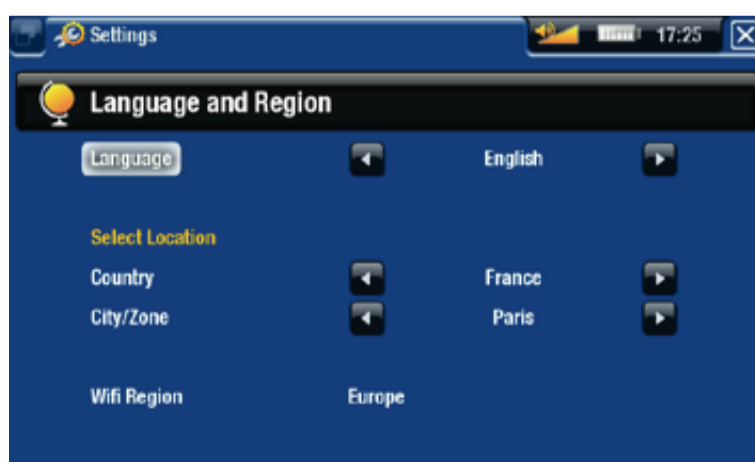 Settings 17:25
Language and Region
Language English
Select Location
Country France
City/Zone Paris
Wifi Region Europe